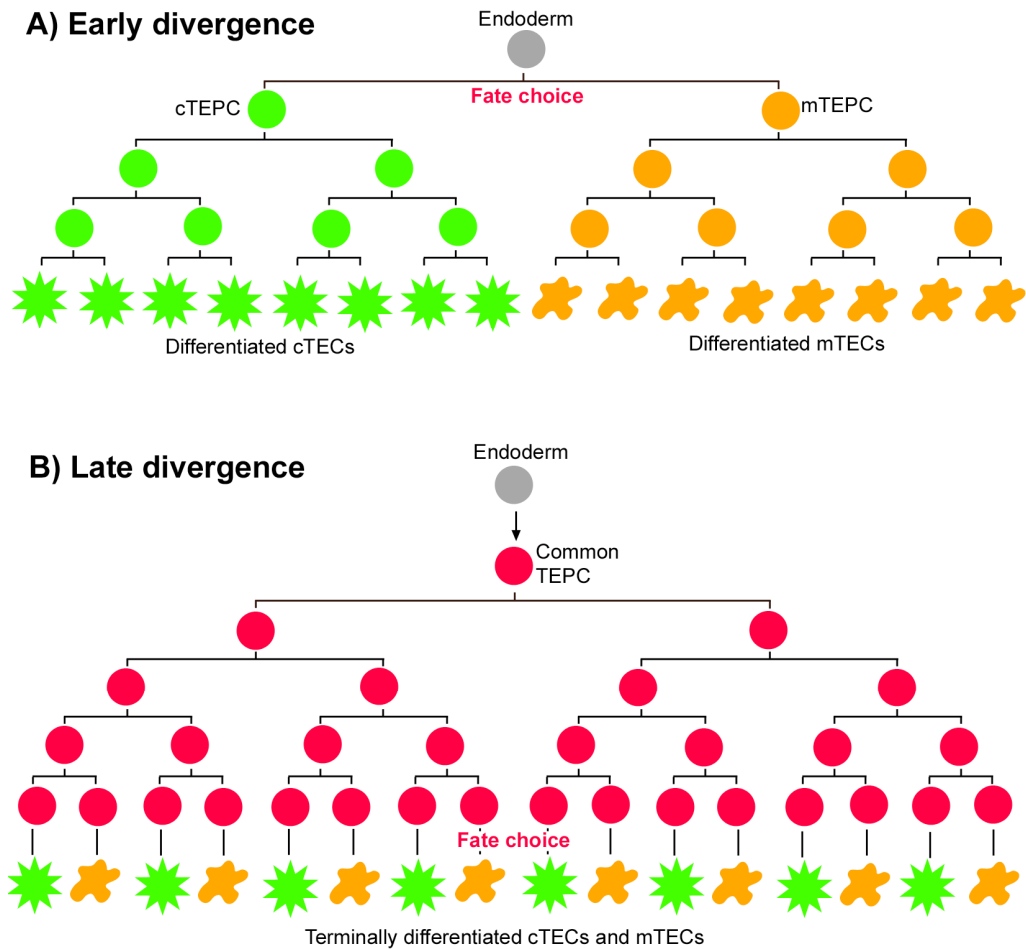 A) Early divergence
Endoderm
Fate choice
cTEPC
mTEPC
Differentiated cTECs
Differentiated mTECs
B) Late divergence
Endoderm
Common
TEPC
Fate choice
Terminally differentiated cTECs and mTECs